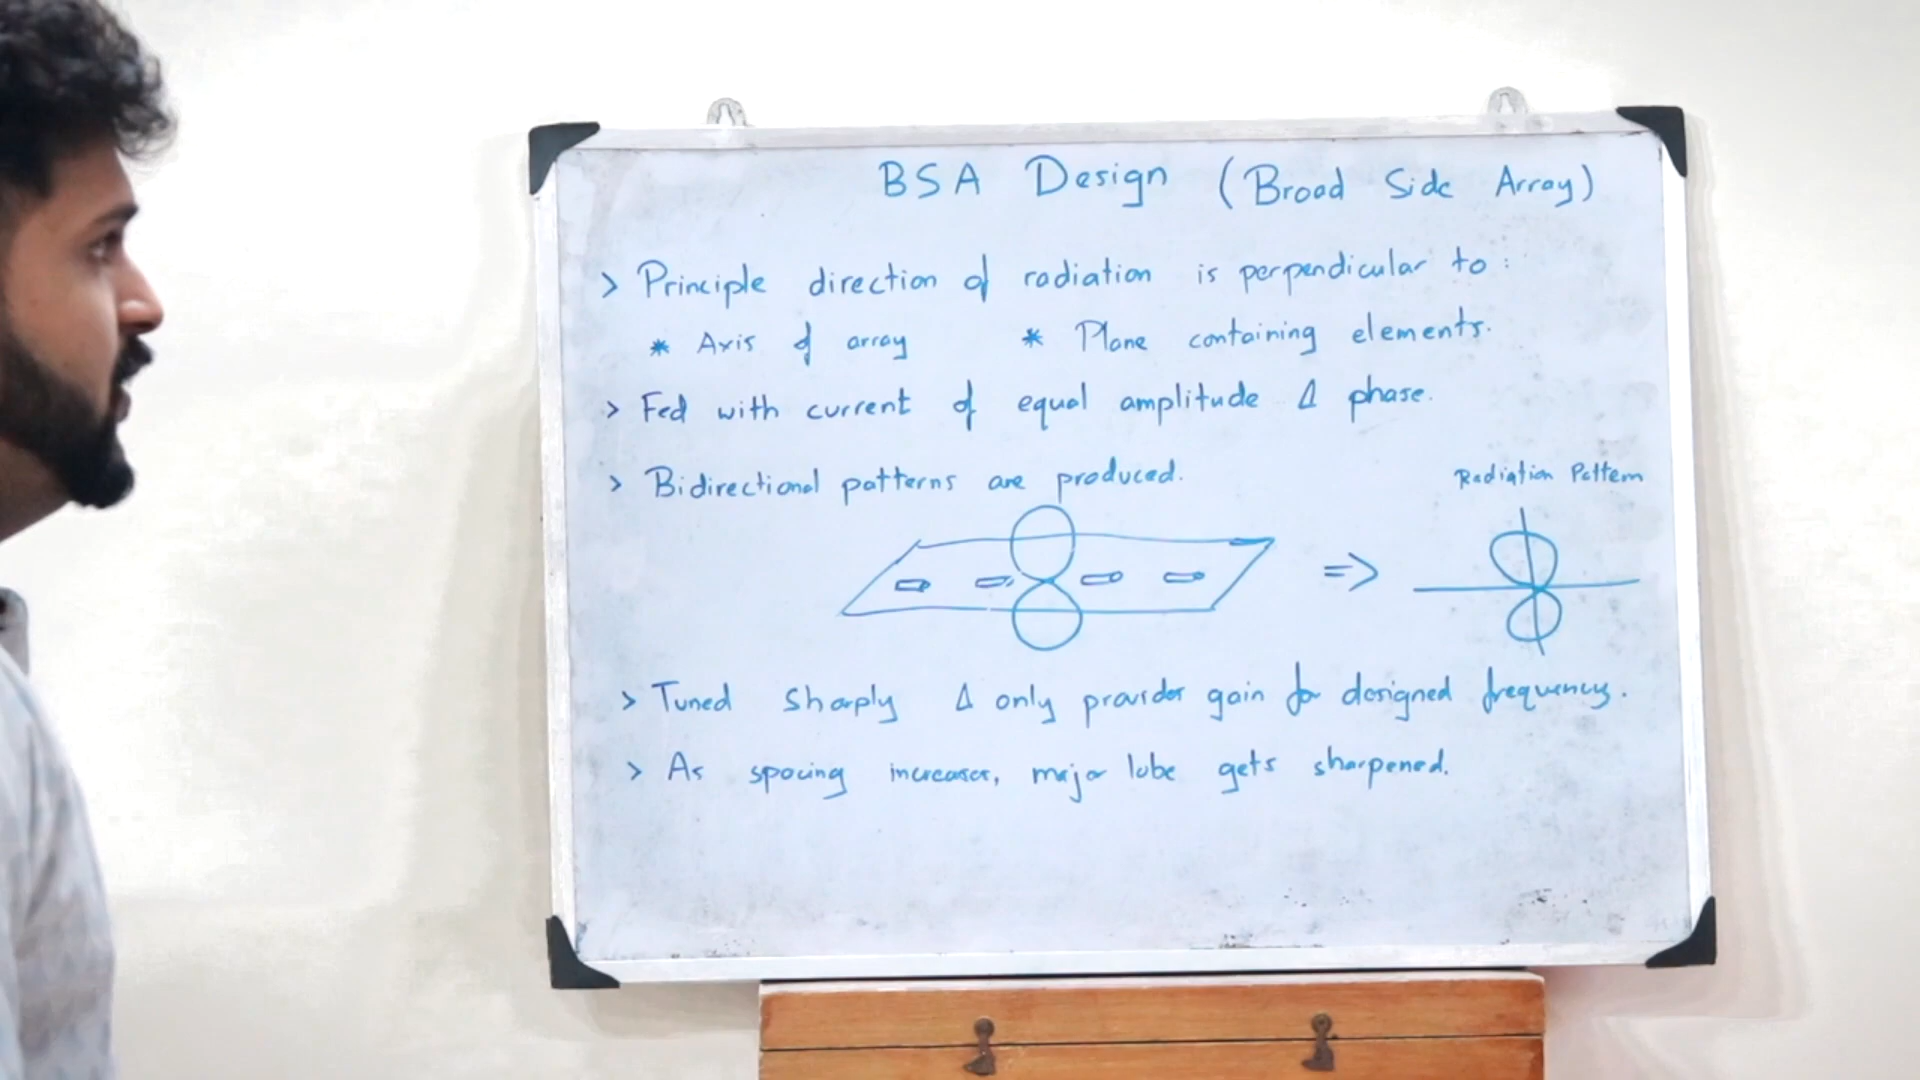 BSA Design (Broad Side Array)
> Principle direction of radiation is perpendicular to :
* Axis of array * Plane containing elements.
> Fed with current of equal amplitude & phase.
> Bidirectional patterns are produced.
Radiation Pattern
=>
> Tuned sharply & only provides gain for designed frequency.
> As spacing increases, major lobe gets sharpened.